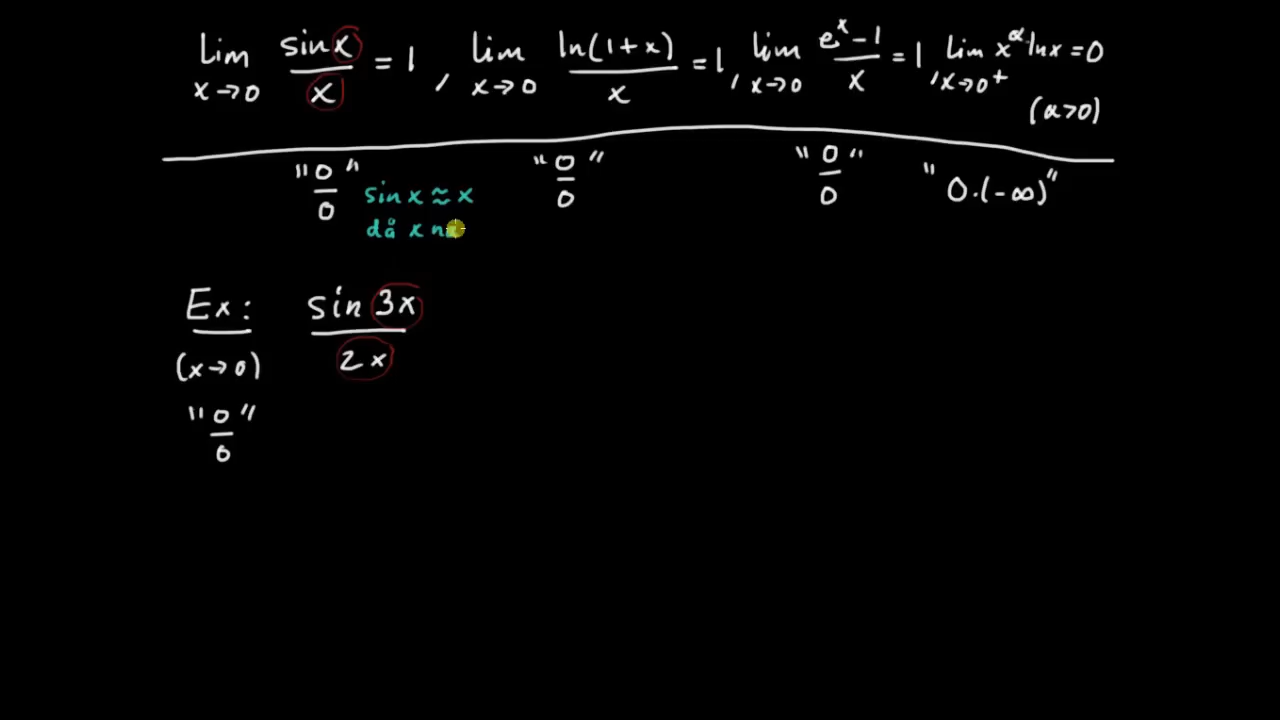 lim x→0 sin x / x = 1, lim x→0 ln(1+x) / x = 1, lim x→0 e^x - 1 / x = 1, lim x→0+ x^α · ln x = 0
(α>0)
"0/0" "0/0" "0/0" "0·(-∞)"
sin x ≈ x
då x
Ex: sin 3x / 2x
(x→0)
"0/0"